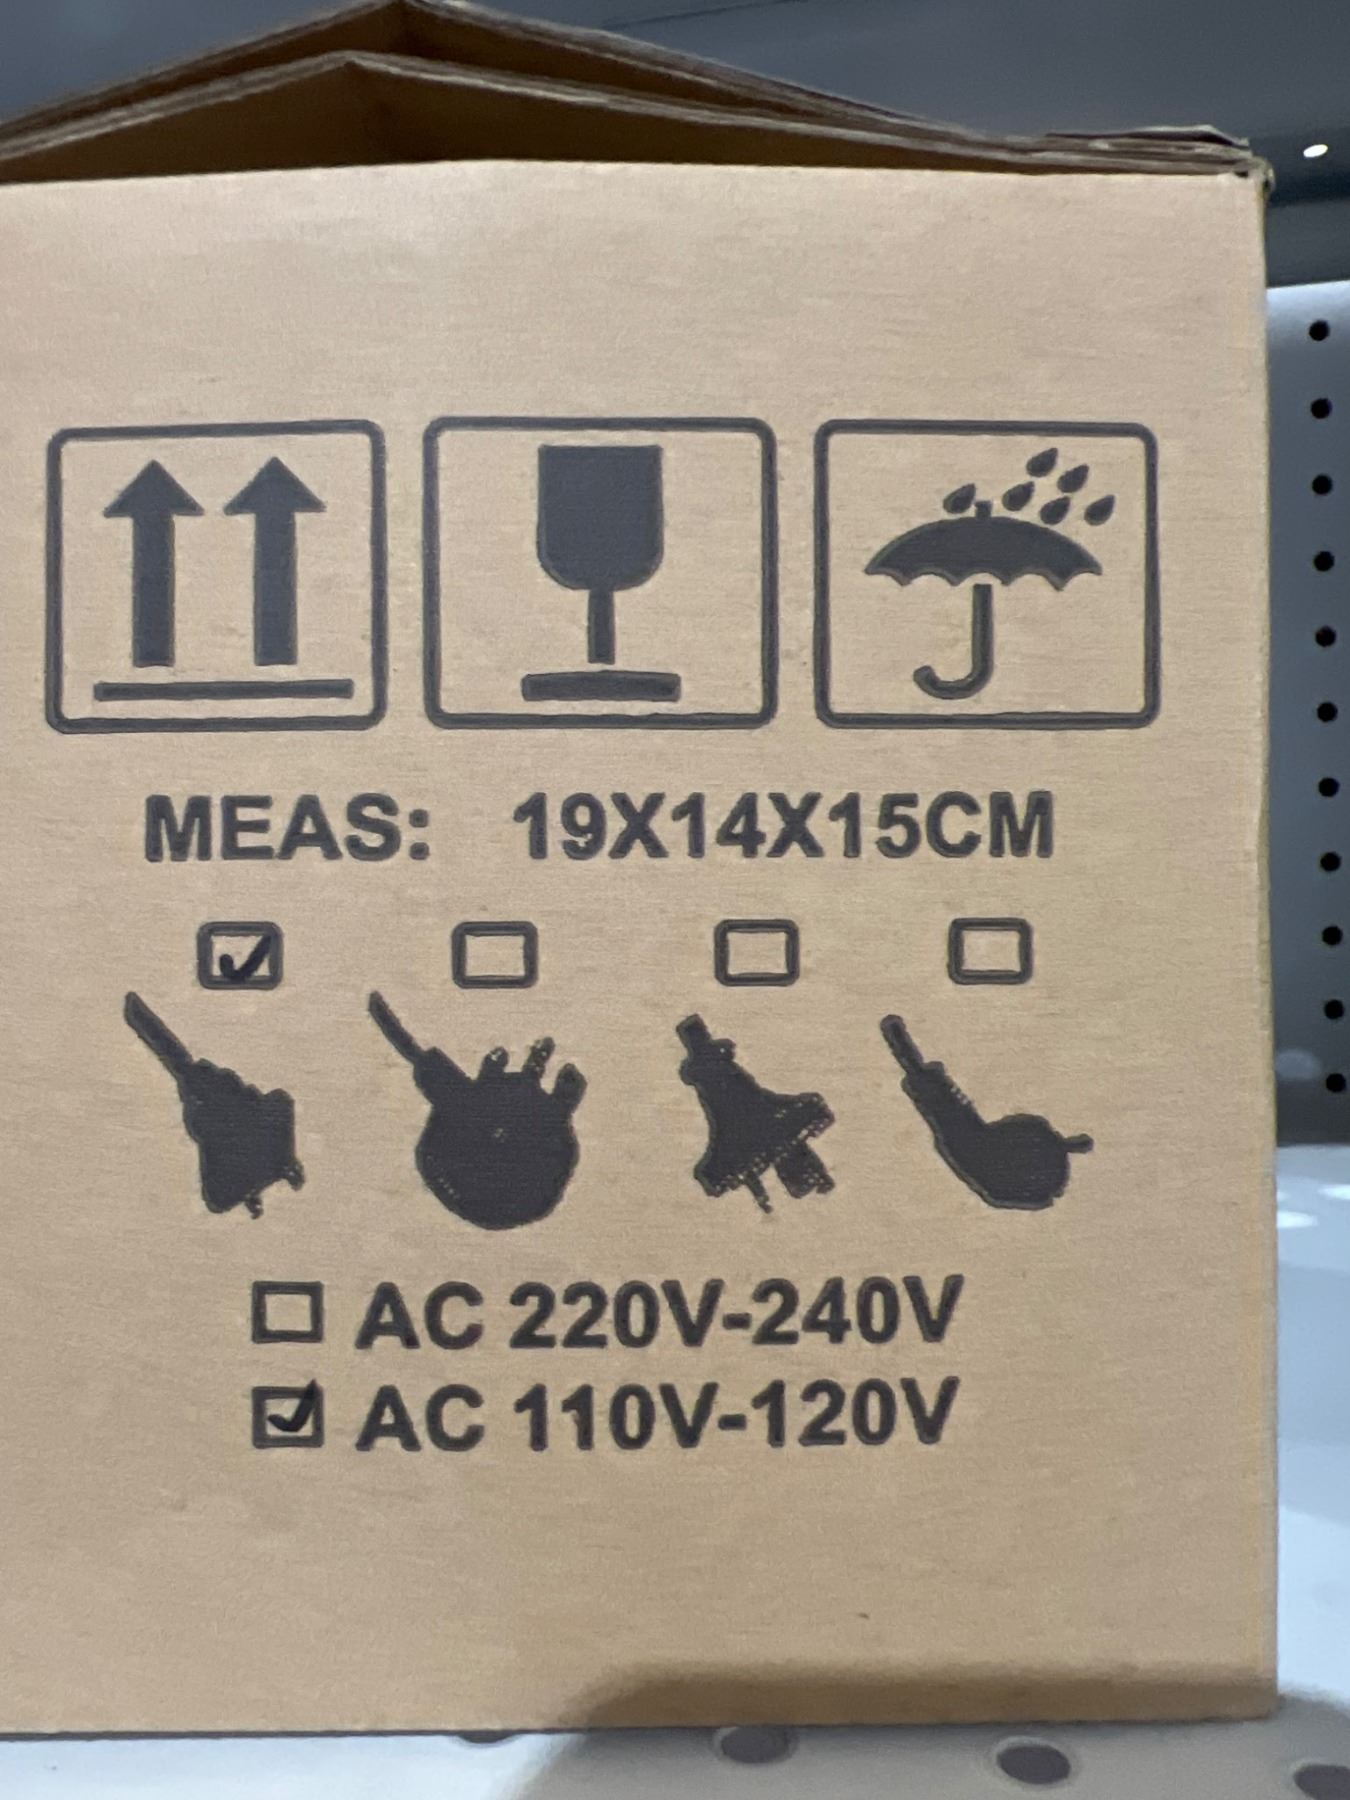 MEAS: 19X14X15CM
AC 220V-240V
AC 110V-120V